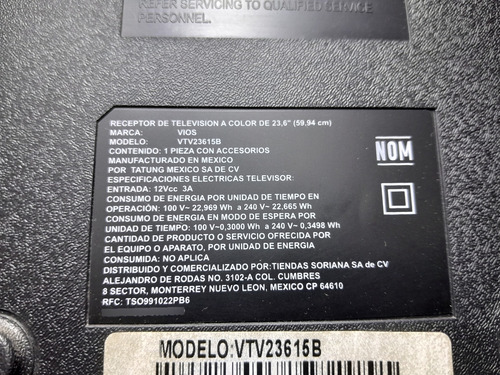 REFER SERVICING TO QUALIFIED SERVICE
PERSONNEL.
RECEPTOR DE TELEVISION A COLOR DE 23,6" (59,94 cm)
MARCA: VIOS
MODELO: VTV23615B
CONTENIDO: 1 PIEZA CON ACCESORIOS
MANUFACTURADO EN MEXICO
POR TATUNG MEXICO SA de CV
ESPECIFICACIONES ELECTRICAS TELEVISOR:
ENTRADA: 12Vcc 3A
CONSUMO DE ENERGIA POR UNIDAD DE TIEMPO EN
OPERACIÓN: 100 V~ 22,969 Wh a 240 V~ 22,665 Wh
CONSUMO DE ENERGIA EN MODO DE ESPERA POR
UNIDAD DE TIEMPO: 100 V~0,3000 Wh a 240 V~ 0,3498 Wh
CANTIDAD DE PRODUCTO O SERVICIO OFRECIDA POR
EL EQUIPO O APARATO, POR UNIDAD DE ENERGIA
CONSUMIDA: NO APLICA
DISTRIBUIDO Y COMERCIALIZADO POR:TIENDAS SORIANA SA de CV
ALEJANDRO DE RODAS NO. 3102-A COL. CUMBRES
8 SECTOR, MONTERREY NUEVO LEON, MEXICO CP 64610
RFC: TSO991022PB6
NOM
MODELO:VTV23615B